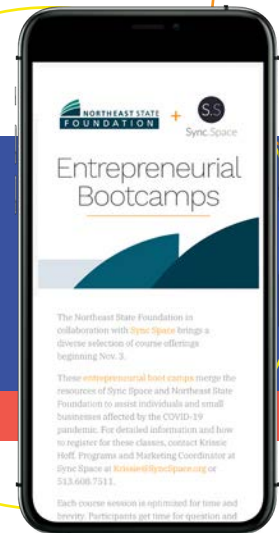 NORTHEAST STATE
FOUNDATION
+
S.S
Sync.Space
Entrepreneurial
Bootcamps
The Northeast State Foundation in
collaboration with Sync Space brings a
diverse selection of course offerings
beginning Nov. 3.
These entrepreneurial boot camps merge the
resources of Sync Space and Northeast State
Foundation to assist individuals and small
businesses affected by the COVID-19
pandemic. For detailed information and how
to register for these classes, contact Krissie
Hoff, Programs and Marketing Coordinator at
Sync Space at Krissie@SyncSpace.org or
513.608.7511.
Each course session is optimized for time and
brevity. Participants get time for question and